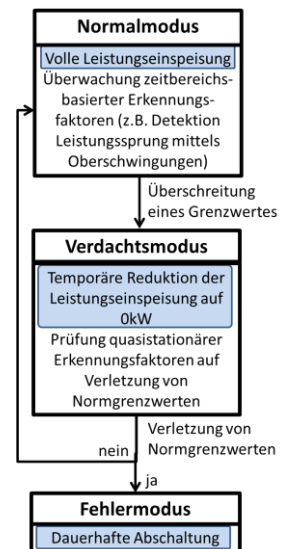 Normalmodus
Volle Leistungseinspeisung
Überwachung zeitbereichs-
basierter Erkennungs-
faktoren (z.B. Detektion
Leistungssprung mittels
Oberschwingungen)
Überschreitung
eines Grenzwertes
Verdachtsmodus
Temporäre Reduktion der
Leistungseinspeisung auf
0kW
Prüfung quasistationärer
Erkennungsfaktoren auf
Verletzung von
Normgrenzwerten
Verletzung von
Normgrenzwerten
nein
ja
Fehlermodus
Dauerhafte Abschaltung